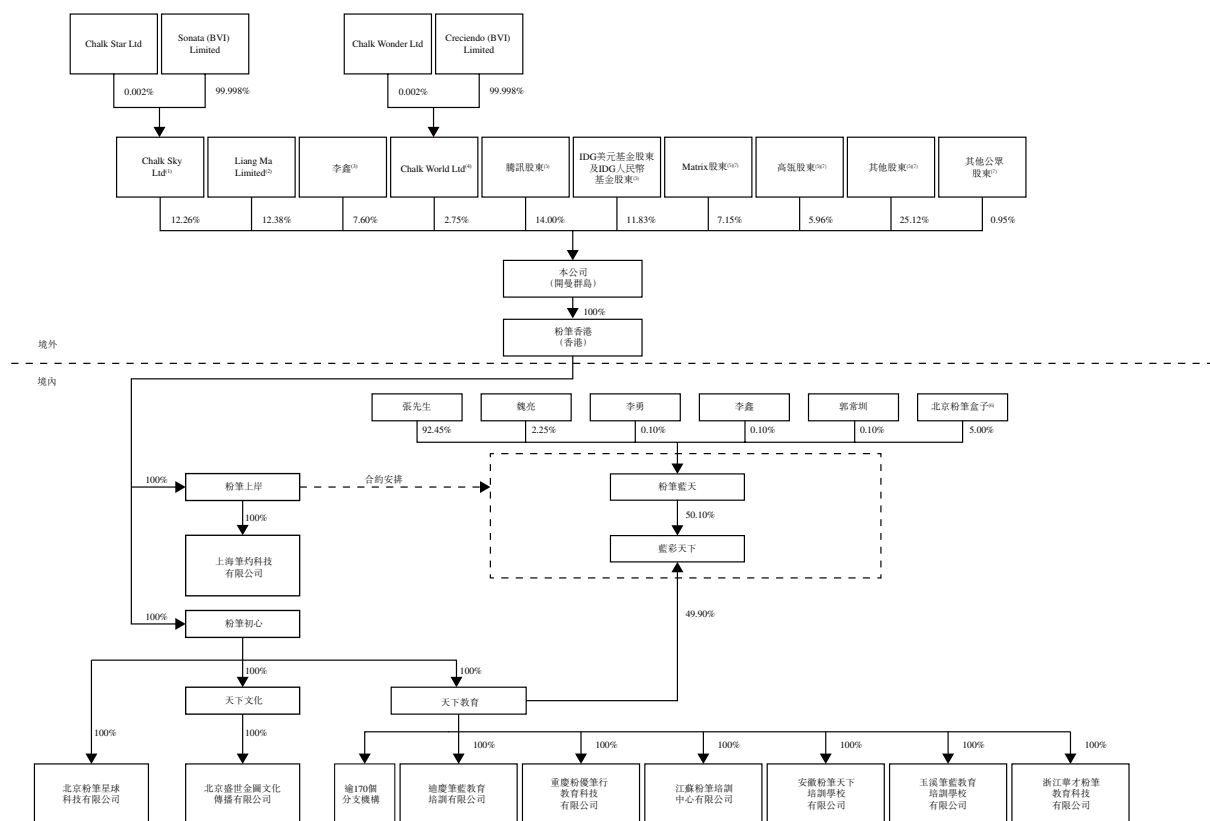 Chalk Star Ltd
Sonata (BVI)
Limited
Chalk Wonder Ltd
Creciendo (BVI)
Limited
0.002%
99.998%
0.002%
99.998%
Chalk Sky
Ltd(1)
Liang Ma
Limited(2)
李鑫(3)
Chalk World Ltd(4)
騰訊股東(5)
IDG美元基金股東
及IDG人民幣
基金股東(5)
Matrix股東(5)(7)
高瓴股東(5)(7)
其他股東(5)(7)
其他公眾
股東(7)
12.26%
12.38%
7.60%
2.75%
14.00%
11.83%
7.15%
5.96%
25.12%
0.95%
本公司
(開曼群島)
100%
粉筆香港
(香港)
境外
境內
張先生
魏亮
李勇
李鑫
郭常圳
北京粉筆盒子(6)
92.45%
2.25%
0.10%
0.10%
0.10%
5.00%
100%
粉筆上岸
合約安排
粉筆藍天
100%
50.10%
上海筆灼科技
有限公司
藍彩天下
100%
粉筆初心
49.90%
100%
100%
天下文化
天下教育
100%
100%
100%
100%
100%
100%
100%
100%
北京粉筆星球
科技有限公司
北京盛世金圖文化
傳播有限公司
逾170個
分支機構
迪慶筆藍教育
培訓有限公司
重慶粉優筆行
教育科技
有限公司
江蘇粉筆培訓
中心有限公司
安徽粉筆天下
培訓學校
有限公司
玉溪筆藍教育
培訓學校
有限公司
浙江華才粉筆
教育科技
有限公司